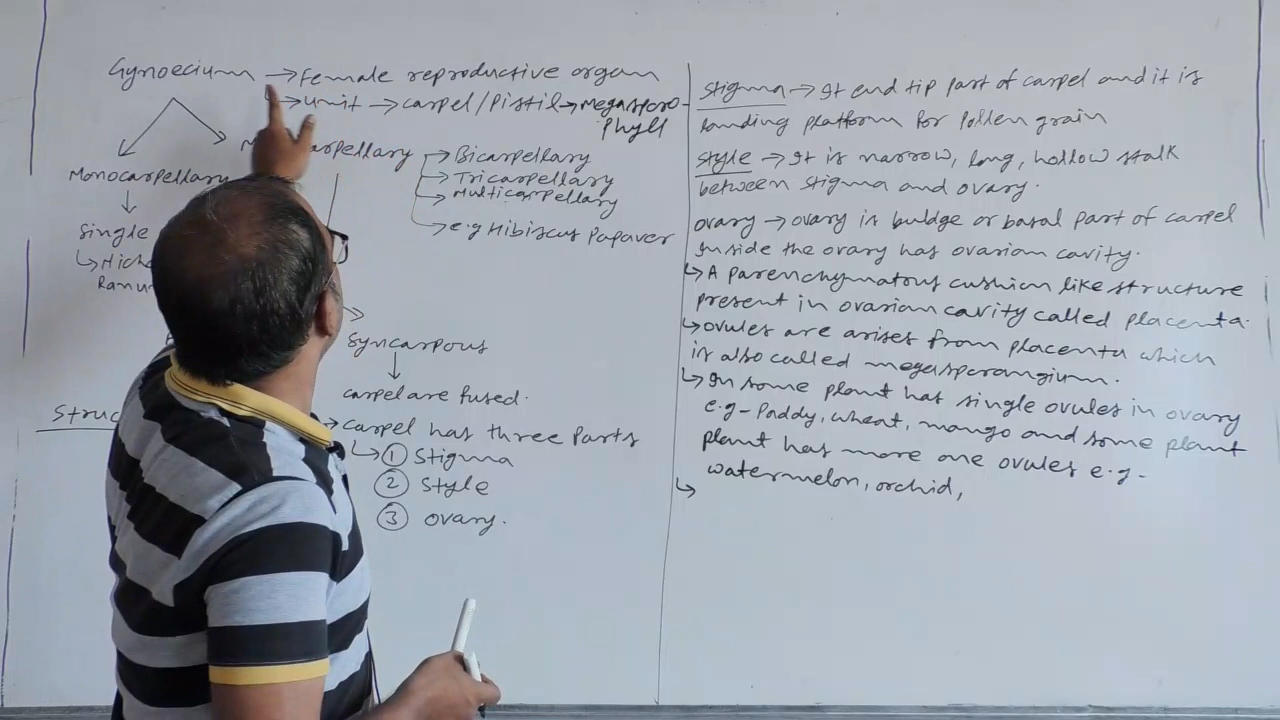 Gynoecium → Female reproductive organ
↳ unit → carpel/Pistil → Megasporo-
phyll
Monocarpellary
Single
↳
→ Bicarpellary
→ Tricarpellary
→ Multicarpellary
→ e.g Hibiscus Papaver
Syncarpous
↓
carpel are fused.
Struc
→ carpel has three parts
↳ ① Stigma
② Style
③ ovary.
Stigma → It end tip part of carpel and it is
landing platform for Pollen grain
Style → It is narrow, long, hollow stalk
between stigma and ovary.
ovary → ovary is buldge or basal part of carpel
Inside the ovary has ovarian cavity.
↳ A parenchymatous cushion like structure
present in ovarian cavity called placenta.
↳ ovules are arises from placenta which
is also called megasporangium.
↳ In some plant has single ovules in ovary
e.g - Paddy, wheat, mango and some plant
plant has more one ovules e.g -
watermelon, orchid,
↳